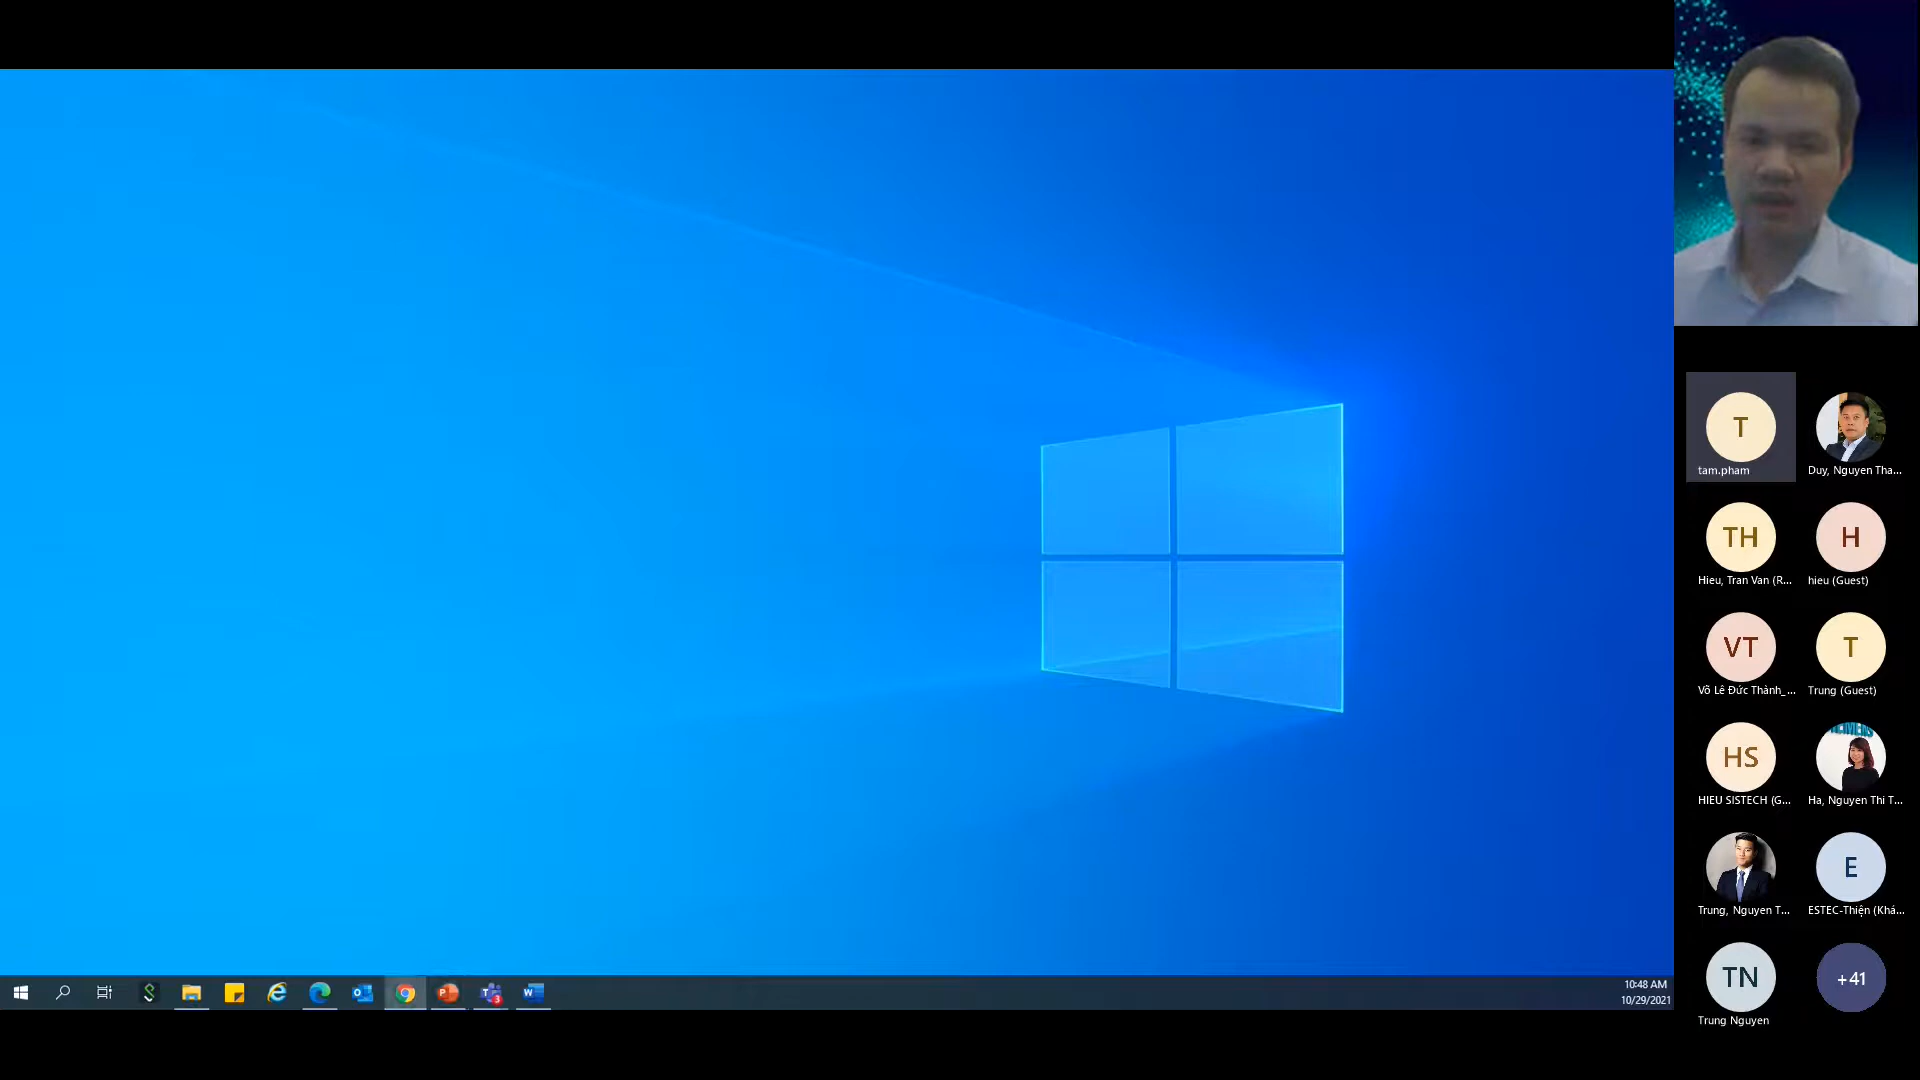 T
tam.pham
Duy, Nguyen Tha...
TH
Hieu, Tran Van (R...
H
hieu (Guest)
VT
Võ Lê Đức Thành_...
T
Trung (Guest)
HS
HIEU SISTECH (G...
Ha, Nguyen Thi T...
Trung, Nguyen T...
E
ESTEC-Thiện (Khá...
TN
Trung Nguyen
+41
10:48 AM
10/29/2021